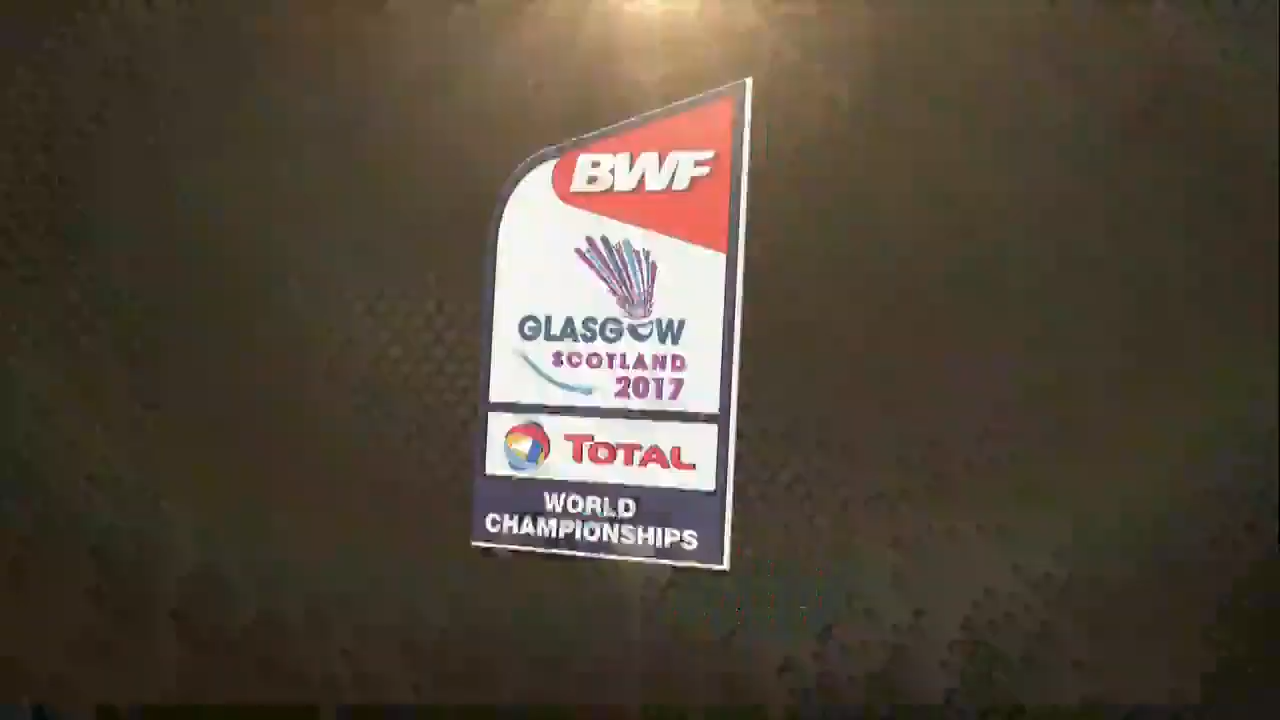 BWF
GLASGOW
SCOTLAND
2017
TOTAL
WORLD
CHAMPIONSHIPS